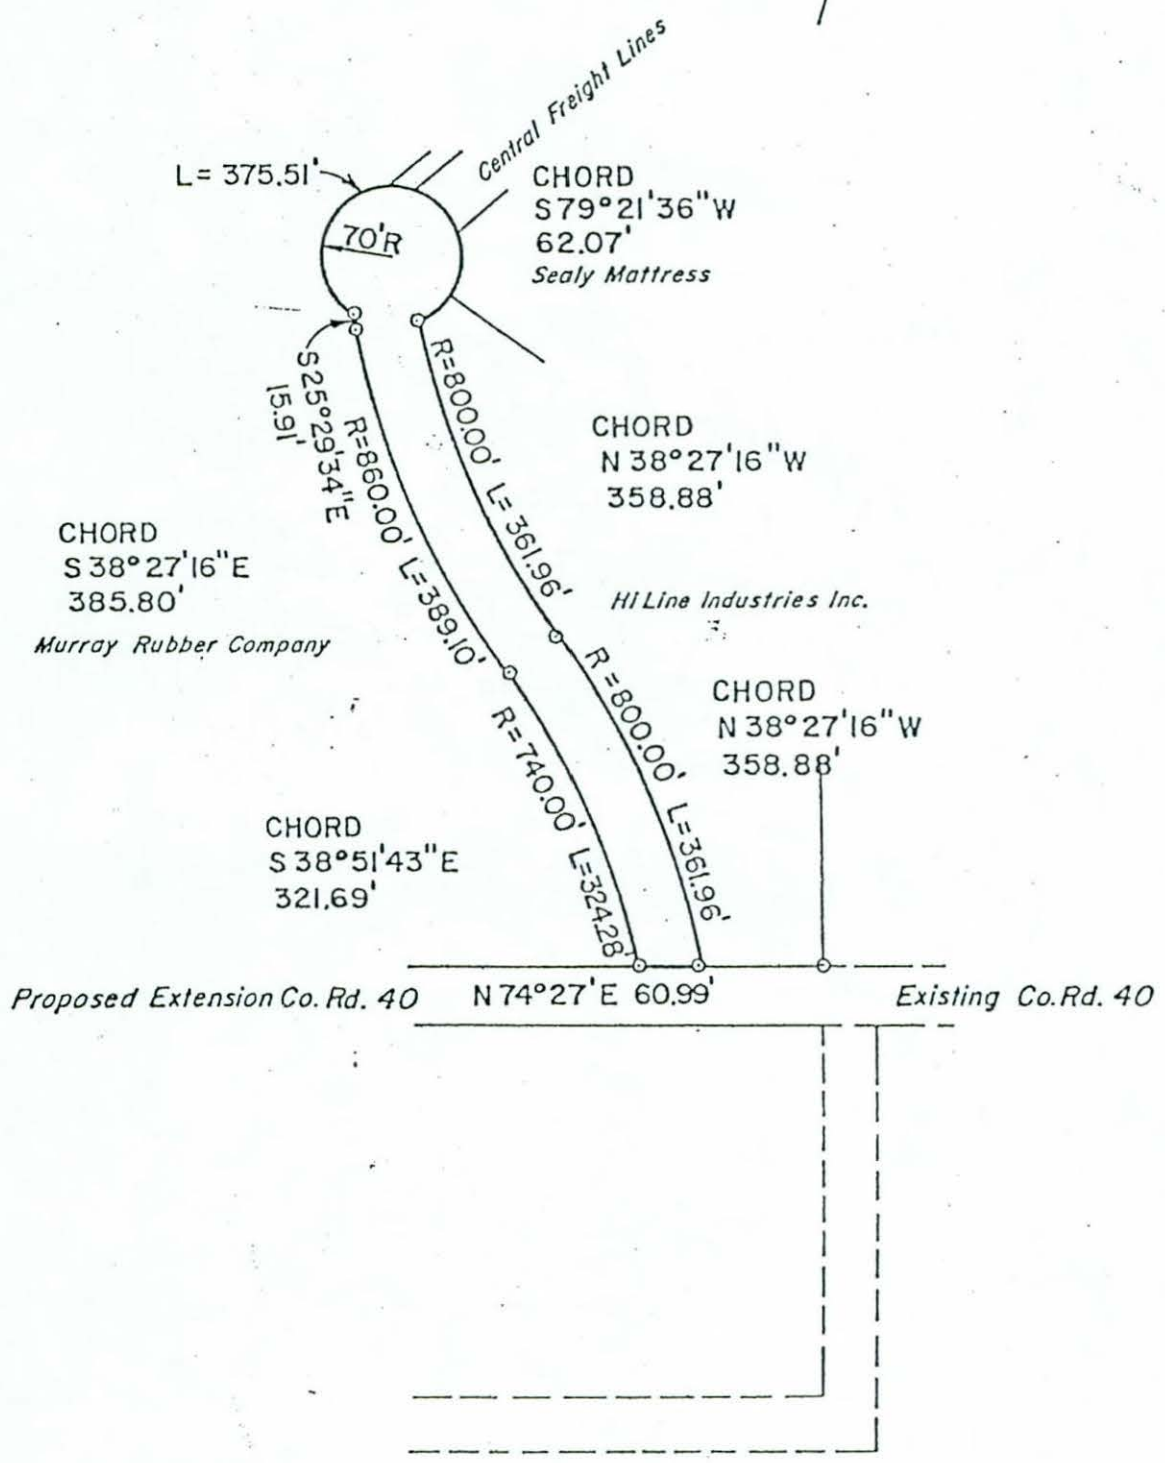 Central Freight Lines
L= 375.51'
CHORD
S 79° 21' 36" W
62.07'
Sealy Mattress
70'R
S 25° 29' 34" E
15.91'
R=800.00' L= 361.96'
R=860.00' L=389.10'
CHORD
N 38° 27' 16" W
358.88'
CHORD
S 38° 27' 16" E
385.80'
Murray Rubber Company
Hi Line Industries Inc.
R=800.00' L=361.96'
CHORD
N 38° 27' 16" W
358.88'
R=740.00' L=324.28'
CHORD
S 38° 51' 43" E
321.69'
Proposed Extension Co. Rd. 40
N 74° 27' E 60.99'
Existing Co. Rd. 40